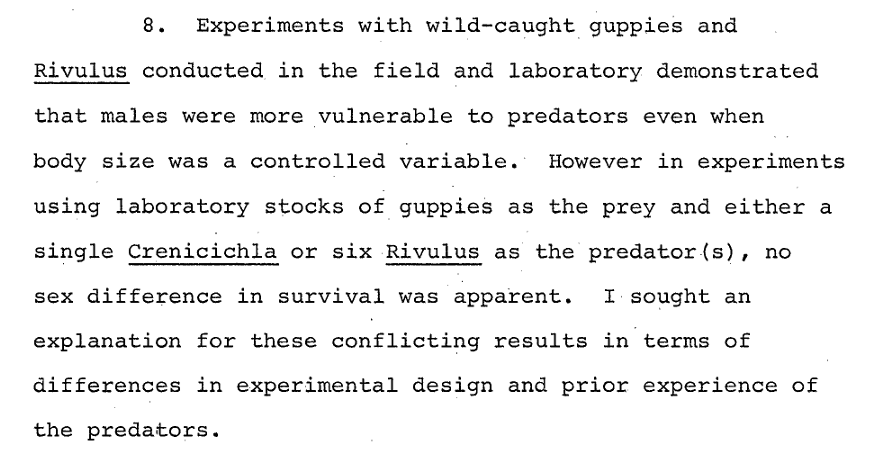 8. Experiments with wild-caught guppies and
Rivulus conducted in the field and laboratory demonstrated
that males were more vulnerable to predators even when
body size was a controlled variable. However in experiments
using laboratory stocks of guppies as the prey and either a
single Crenicichla or six Rivulus as the predator(s), no
sex difference in survival was apparent. I sought an
explanation for these conflicting results in terms of
differences in experimental design and prior experience of
the predators.